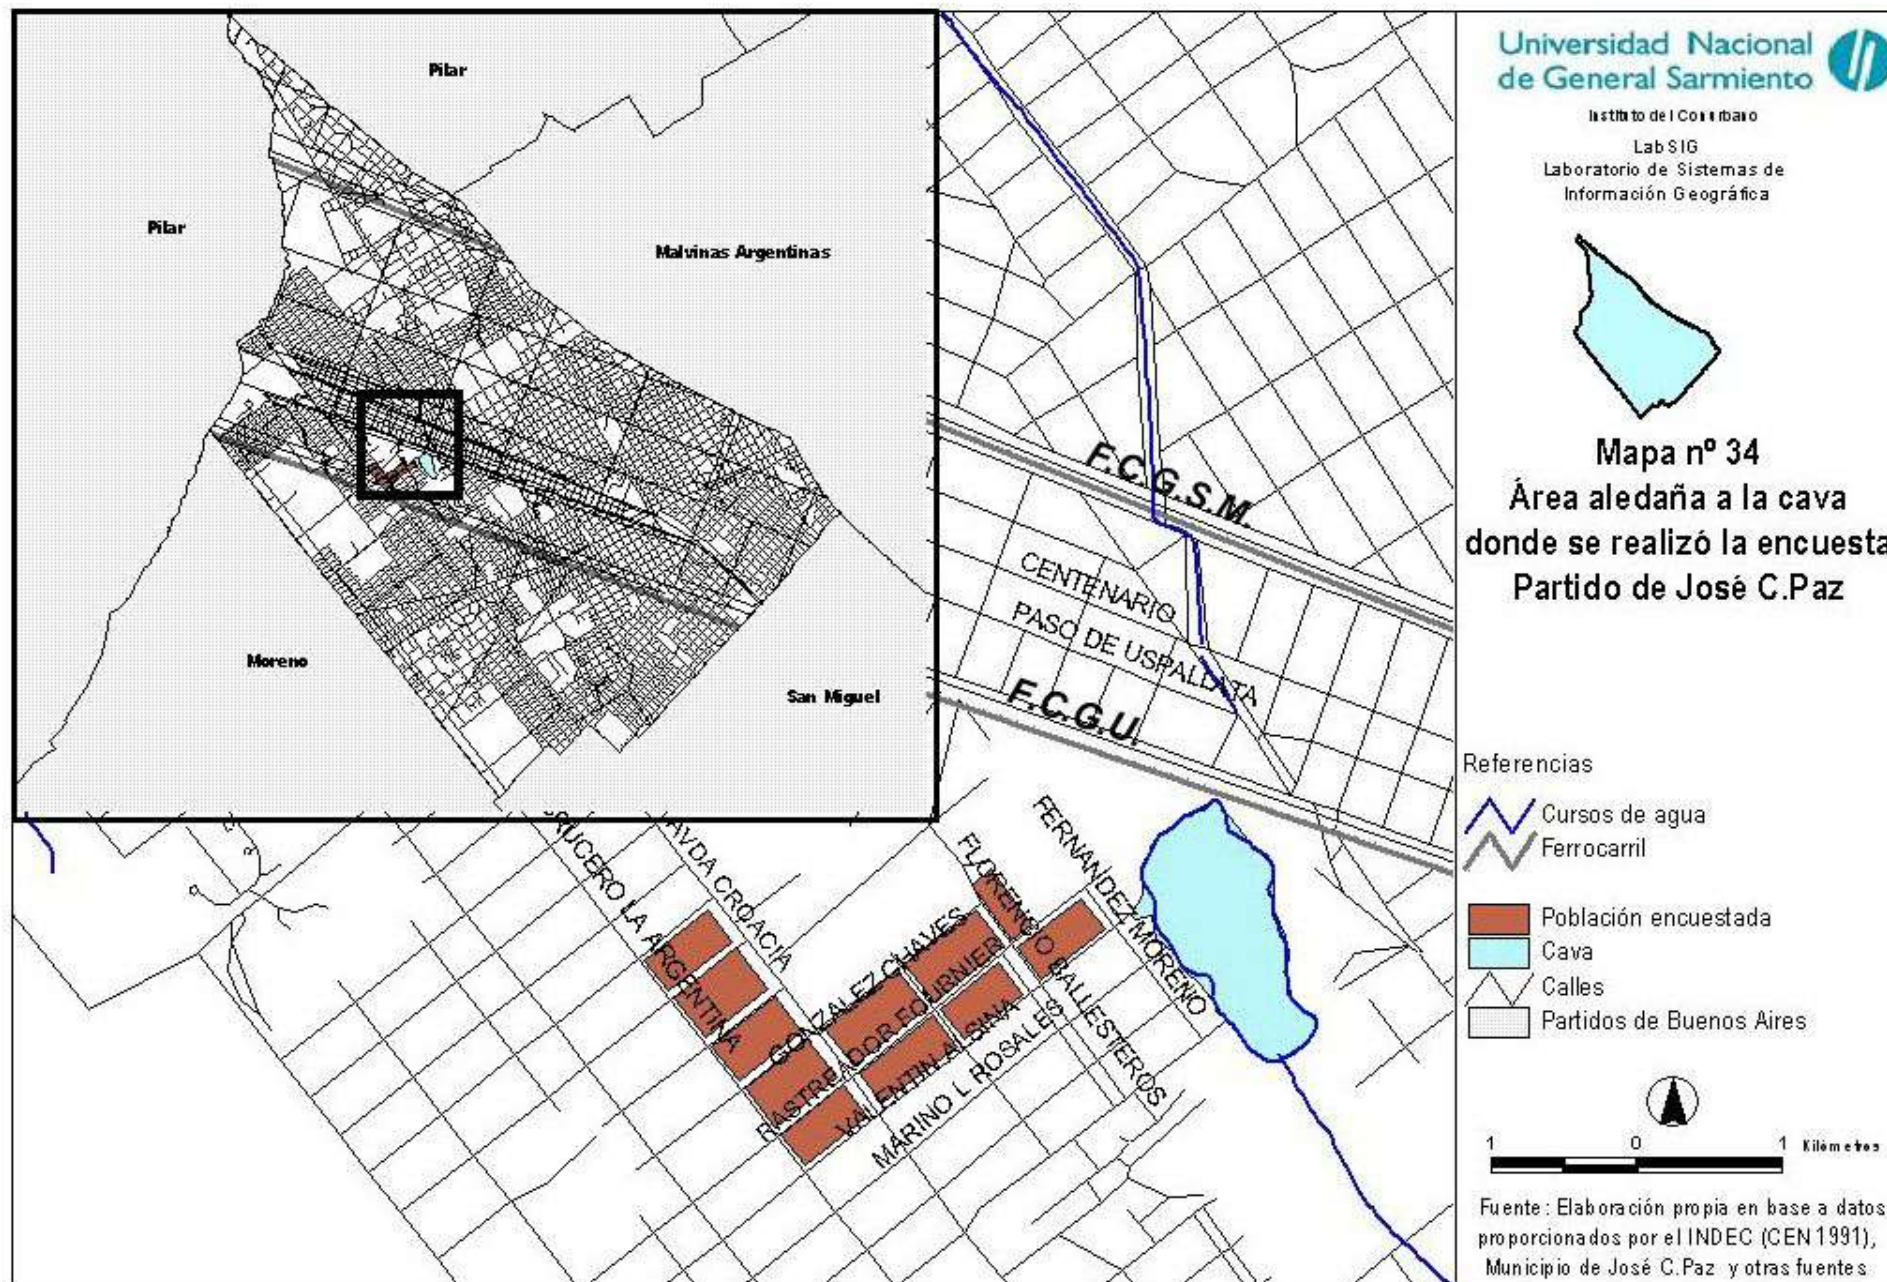 Pilar
Pilar
Malvinas Argentinas
Moreno
San Miguel
F.C.G.S.M.
CENTENARIO
PASO DE USPALLATA
F.C.G.U.
RUCERO LA ARGENTINA
AVDA CROACIA
GONZALEZ CHAVES
RASTREADOR FOURNIER
VALENTIN ALSINA
MARINO L ROSALES
FLORENCIO BALLESTEROS
FERNANDEZ MORENO
Universidad Nacional
de General Sarmiento
Instituto del Conurbano
LabSIG
Laboratorio de Sistemas de
Información Geográfica
Mapa nº 34
Área aledaña a la cava
donde se realizó la encuesta
Partido de José C.Paz
Referencias
Cursos de agua
Ferrocarril
Población encuestada
Cava
Calles
Partidos de Buenos Aires
1 0 1 Kilómetros
Fuente: Elaboración propia en base a datos
proporcionados por el INDEC (CEN 1991),
Municipio de José C.Paz y otras fuentes